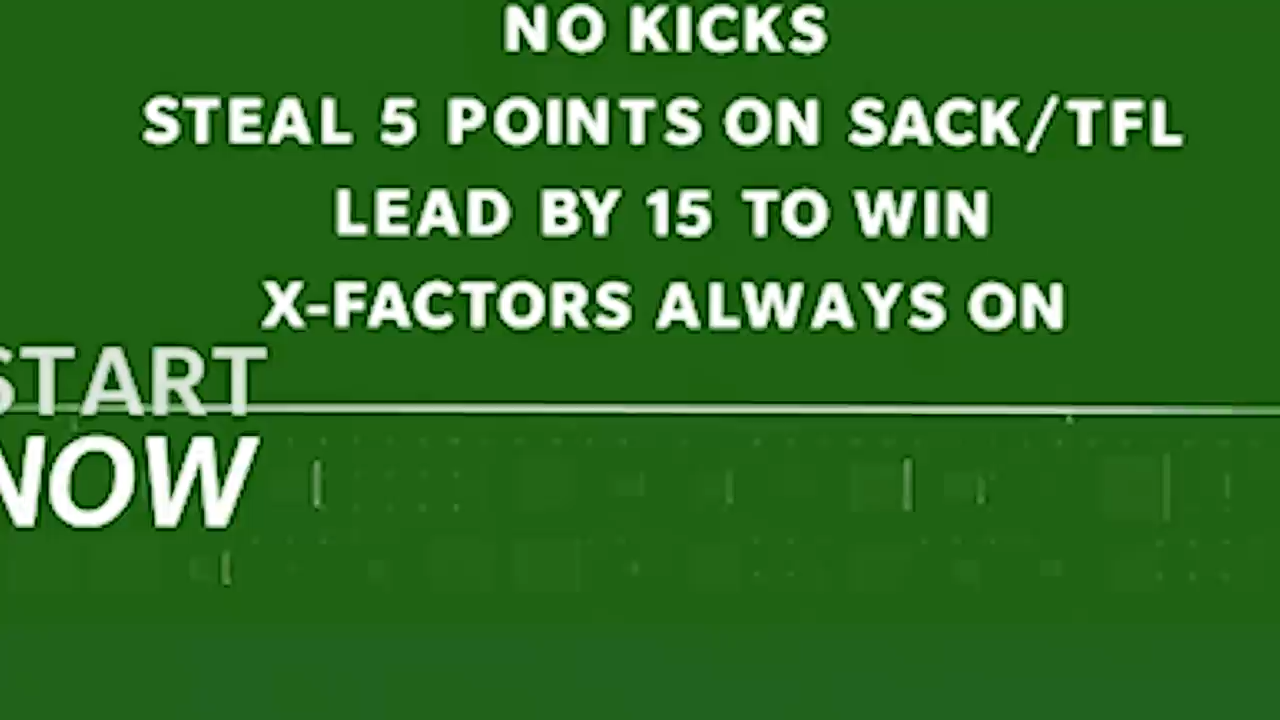 NO KICKS
STEAL 5 POINTS ON SACK/TFL
LEAD BY 15 TO WIN
X-FACTORS ALWAYS ON
START
NOW